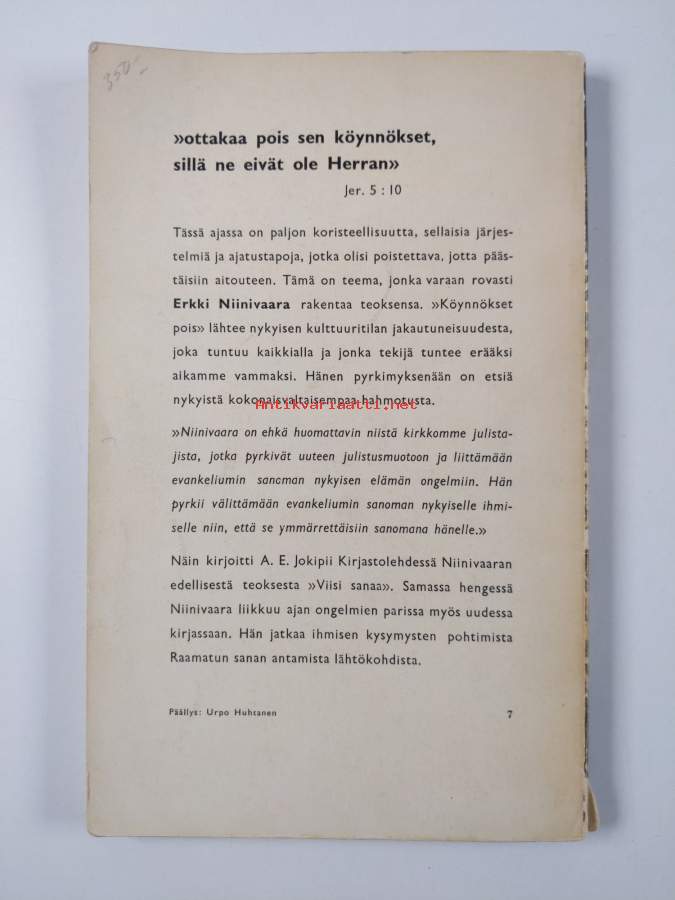 350:-
»ottakaa pois sen köynnökset,
sillä ne eivät ole Herran»
Jer. 5 : 10
Tässä ajassa on paljon koristeellisuutta, sellaisia järjes-
telmiä ja ajatustapoja, jotka olisi poistettava, jotta pääs-
täisiin aitouteen. Tämä on teema, jonka varaan rovasti
Erkki Niinivaara rakentaa teoksensa. »Köynnökset
pois» lähtee nykyisen kulttuuritilan jakautuneisuudesta,
joka tuntuu kaikkialla ja jonka tekijä tuntee erääksi
aikamme vammaksi. Hänen pyrkimyksenään on etsiä
nykyistä kokonaisvaltaisempaa hahmotusta.
Antikvariaatti.net
»Niinivaara on ehkä huomattavin niistä kirkkomme julista-
jista, jotka pyrkivät uuteen julistusmuotoon ja liittämään
evankeliumin sanoman nykyisen elämän ongelmiin. Hän
pyrkii välittämään evankeliumin sanoman nykyiselle ihmi-
selle niin, että se ymmärrettäisiin sanomana hänelle.»
Näin kirjoitti A. E. Jokipii Kirjastolehdessä Niinivaaran
edellisestä teoksesta »Viisi sanaa». Samassa hengessä
Niinivaara liikkuu ajan ongelmien parissa myös uudessa
kirjassaan. Hän jatkaa ihmisen kysymysten pohtimista
Raamatun sanan antamista lähtökohdista.
Päällys: Urpo Huhtanen 7